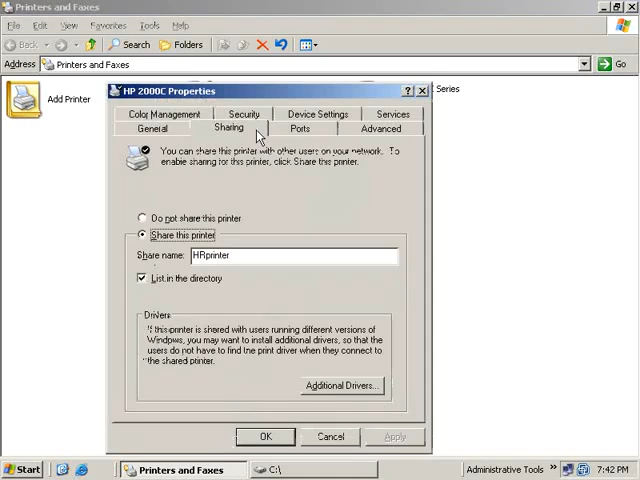 Printers and Faxes
File Edit View Favorites Tools Help
Back Search Folders
Address Printers and Faxes Go
Add Printer
Series
HP 2000C Properties
Color Management Security Device Settings Services
General Sharing Ports Advanced
You can share this printer with other users on your network. To
enable sharing for this printer, click Share this printer.
Do not share this printer
Share this printer
Share name: HRprinter
List in the directory
Drivers
If this printer is shared with users running different versions of
Windows, you may want to install additional drivers, so that the
users do not have to find the print driver when they connect to
the shared printer.
Additional Drivers...
OK Cancel Apply
Start Printers and Faxes C:\ Administrative Tools » « 7:42 PM